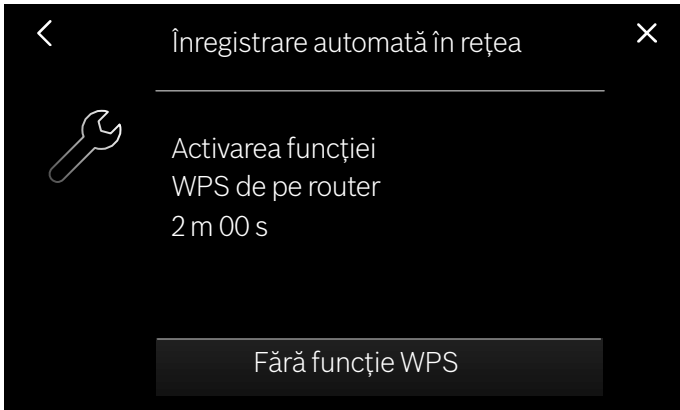 Înregistrare automată în rețea
Activarea funcției
WPS de pe router
2 m 00 s
Fără funcție WPS